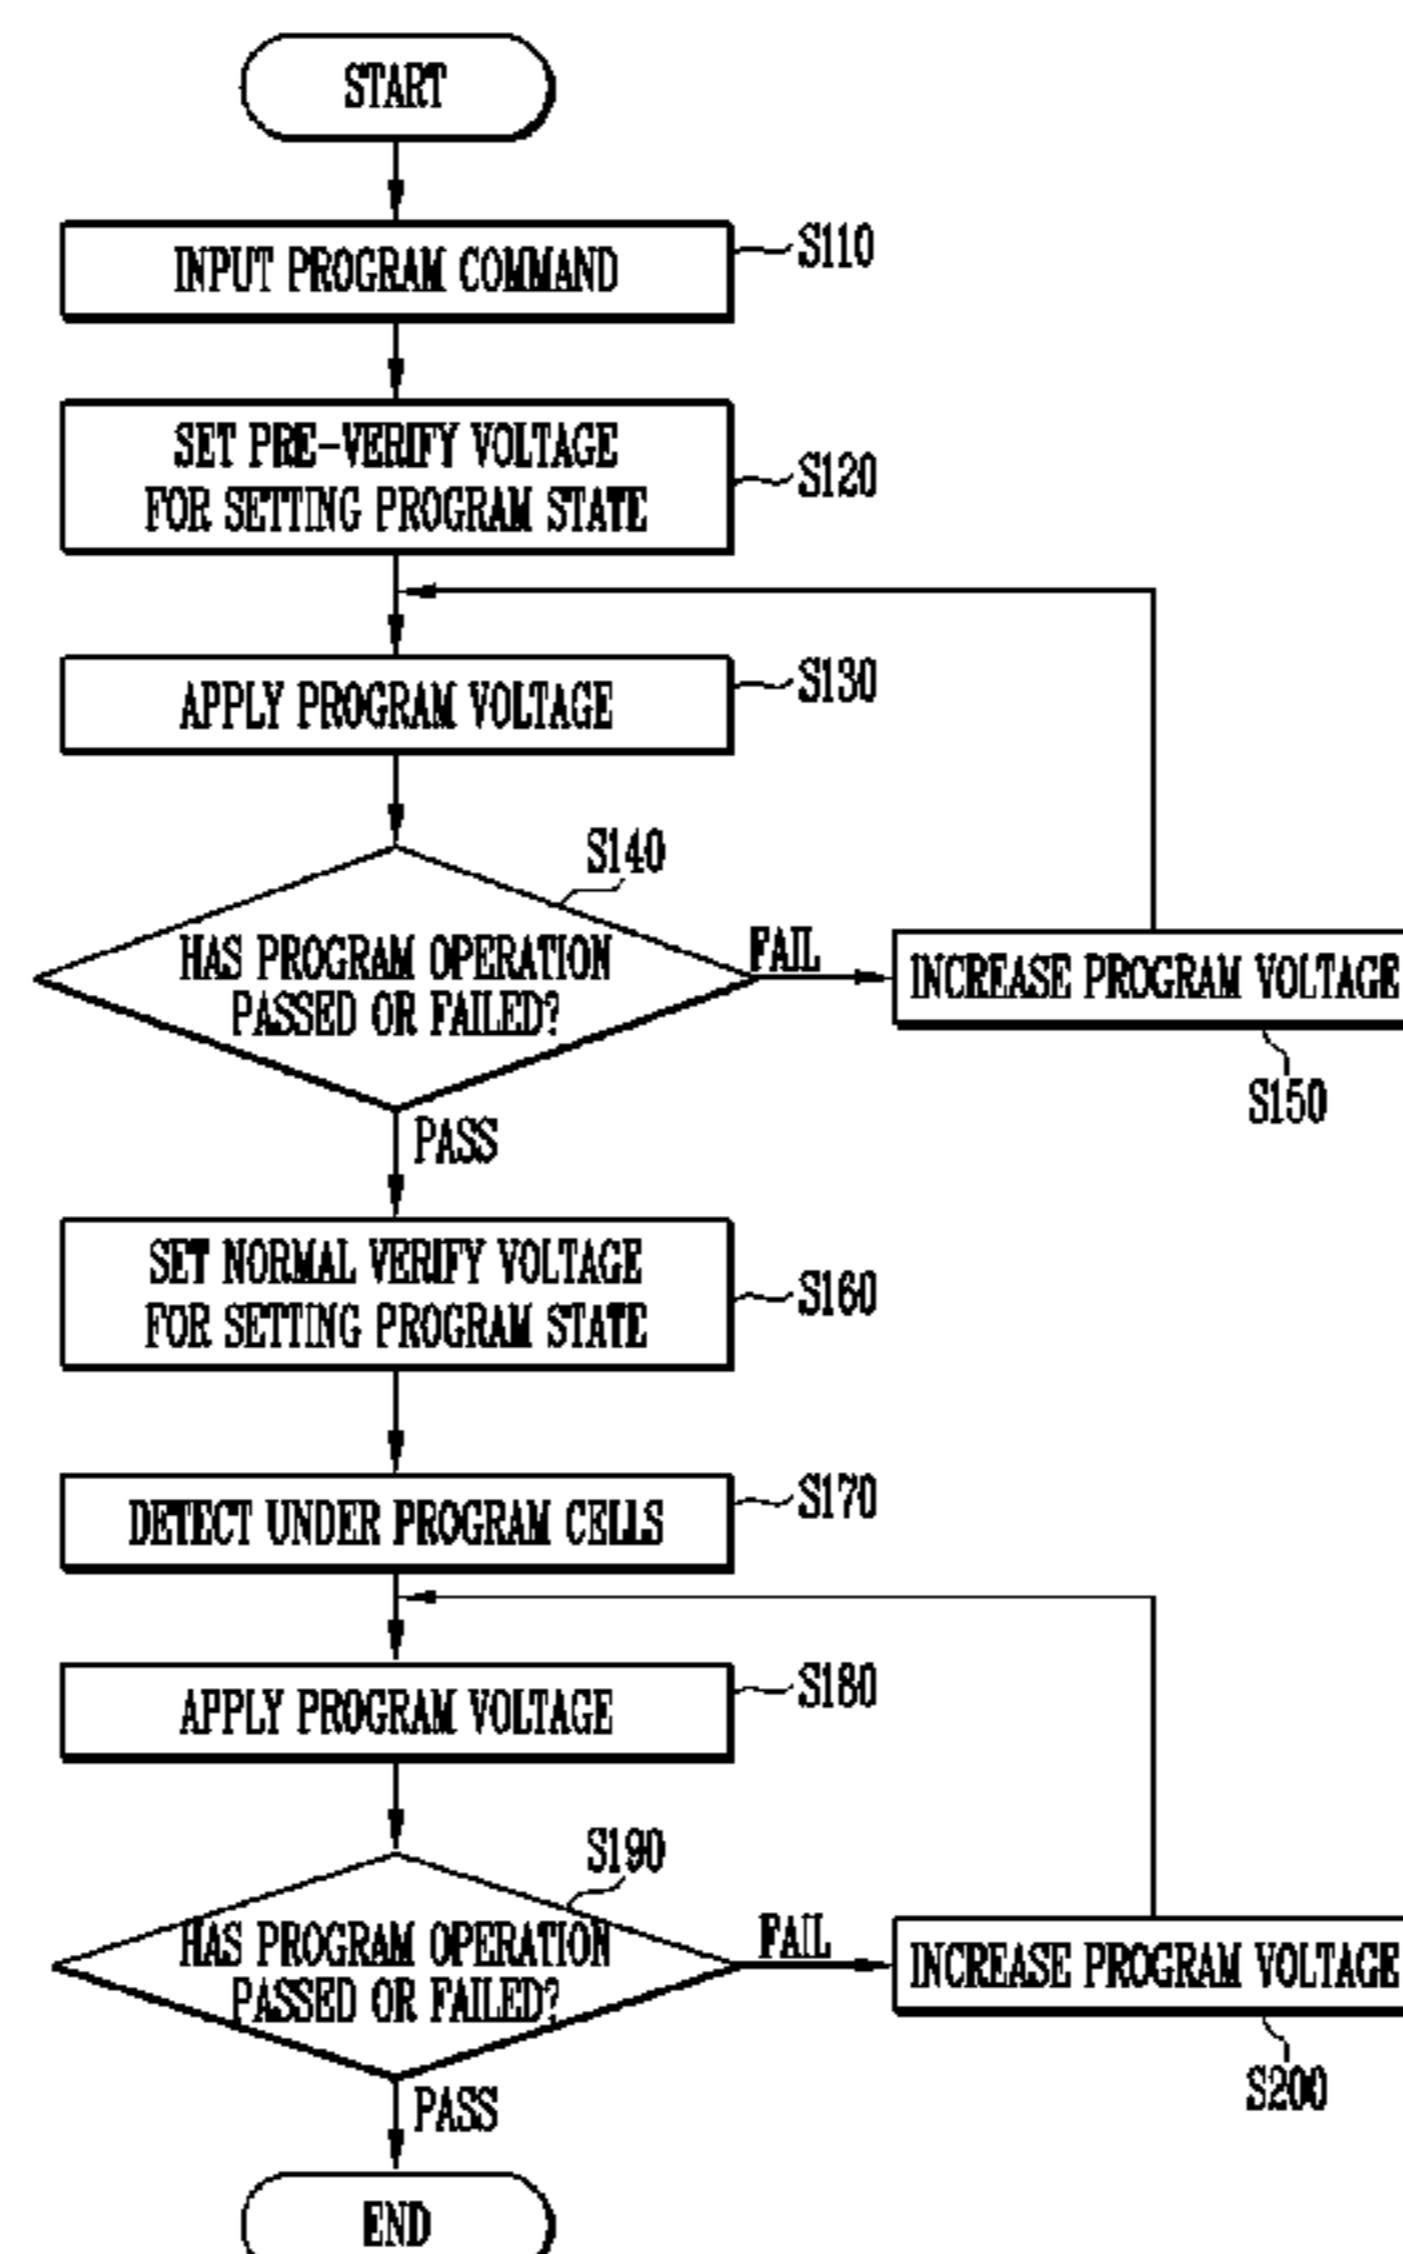 START
INPUT PROGRAM COMMAND
S110
SET PRE-VERIFY VOLTAGE
FOR SETTING PROGRAM STATE
S120
APPLY PROGRAM VOLTAGE
S130
S140
HAS PROGRAM OPERATION
PASSED OR FAILED?
FAIL
INCREASE PROGRAM VOLTAGE
S150
PASS
SET NORMAL VERIFY VOLTAGE
FOR SETTING PROGRAM STATE
S160
DETECT UNDER PROGRAM CELLS
S170
APPLY PROGRAM VOLTAGE
S180
S190
HAS PROGRAM OPERATION
PASSED OR FAILED?
FAIL
INCREASE PROGRAM VOLTAGE
S200
PASS
END